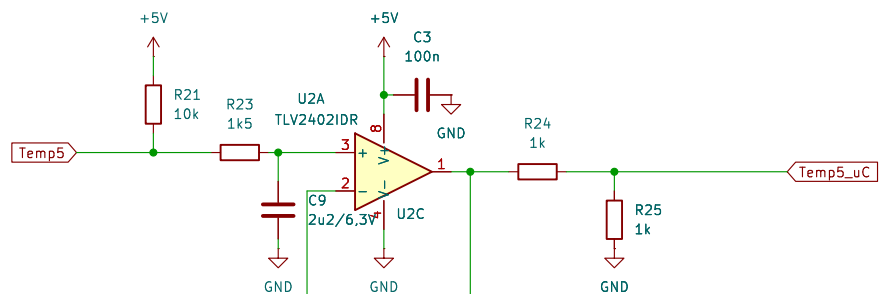 +5V
+5V
C3
100n
R21
10k
R23
1k5
U2A
TLV2402IDR
GND
R24
1k
Temp5
3
+
8
V+
1
2
-
V-
4
U2C
Temp5_uC
C9
2u2/6,3V
R25
1k
GND
GND
GND